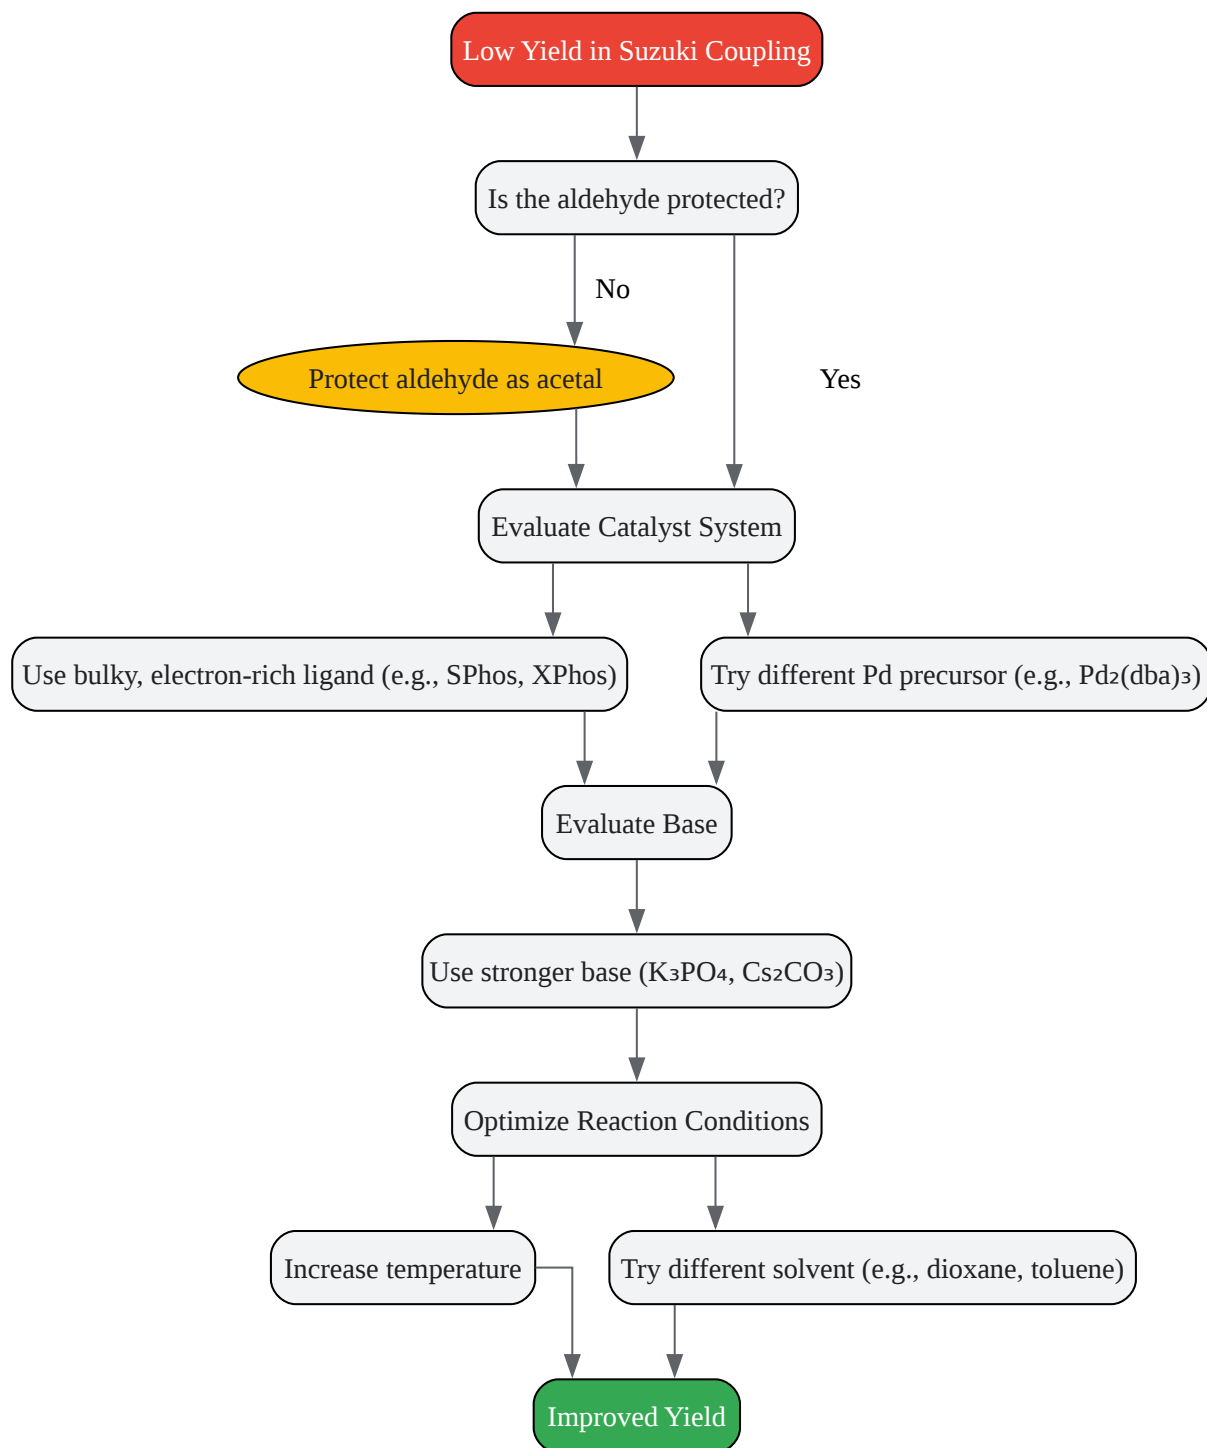 Low Yield in Suzuki Coupling
Is the aldehyde protected?
No
Protect aldehyde as acetal
Yes
Evaluate Catalyst System
Use bulky, electron-rich ligand (e.g., SPhos, XPhos)
Try different Pd precursor (e.g., Pd₂(dba)₃)
Evaluate Base
Use stronger base (K₃PO₄, Cs₂CO₃)
Optimize Reaction Conditions
Increase temperature
Try different solvent (e.g., dioxane, toluene)
Improved Yield